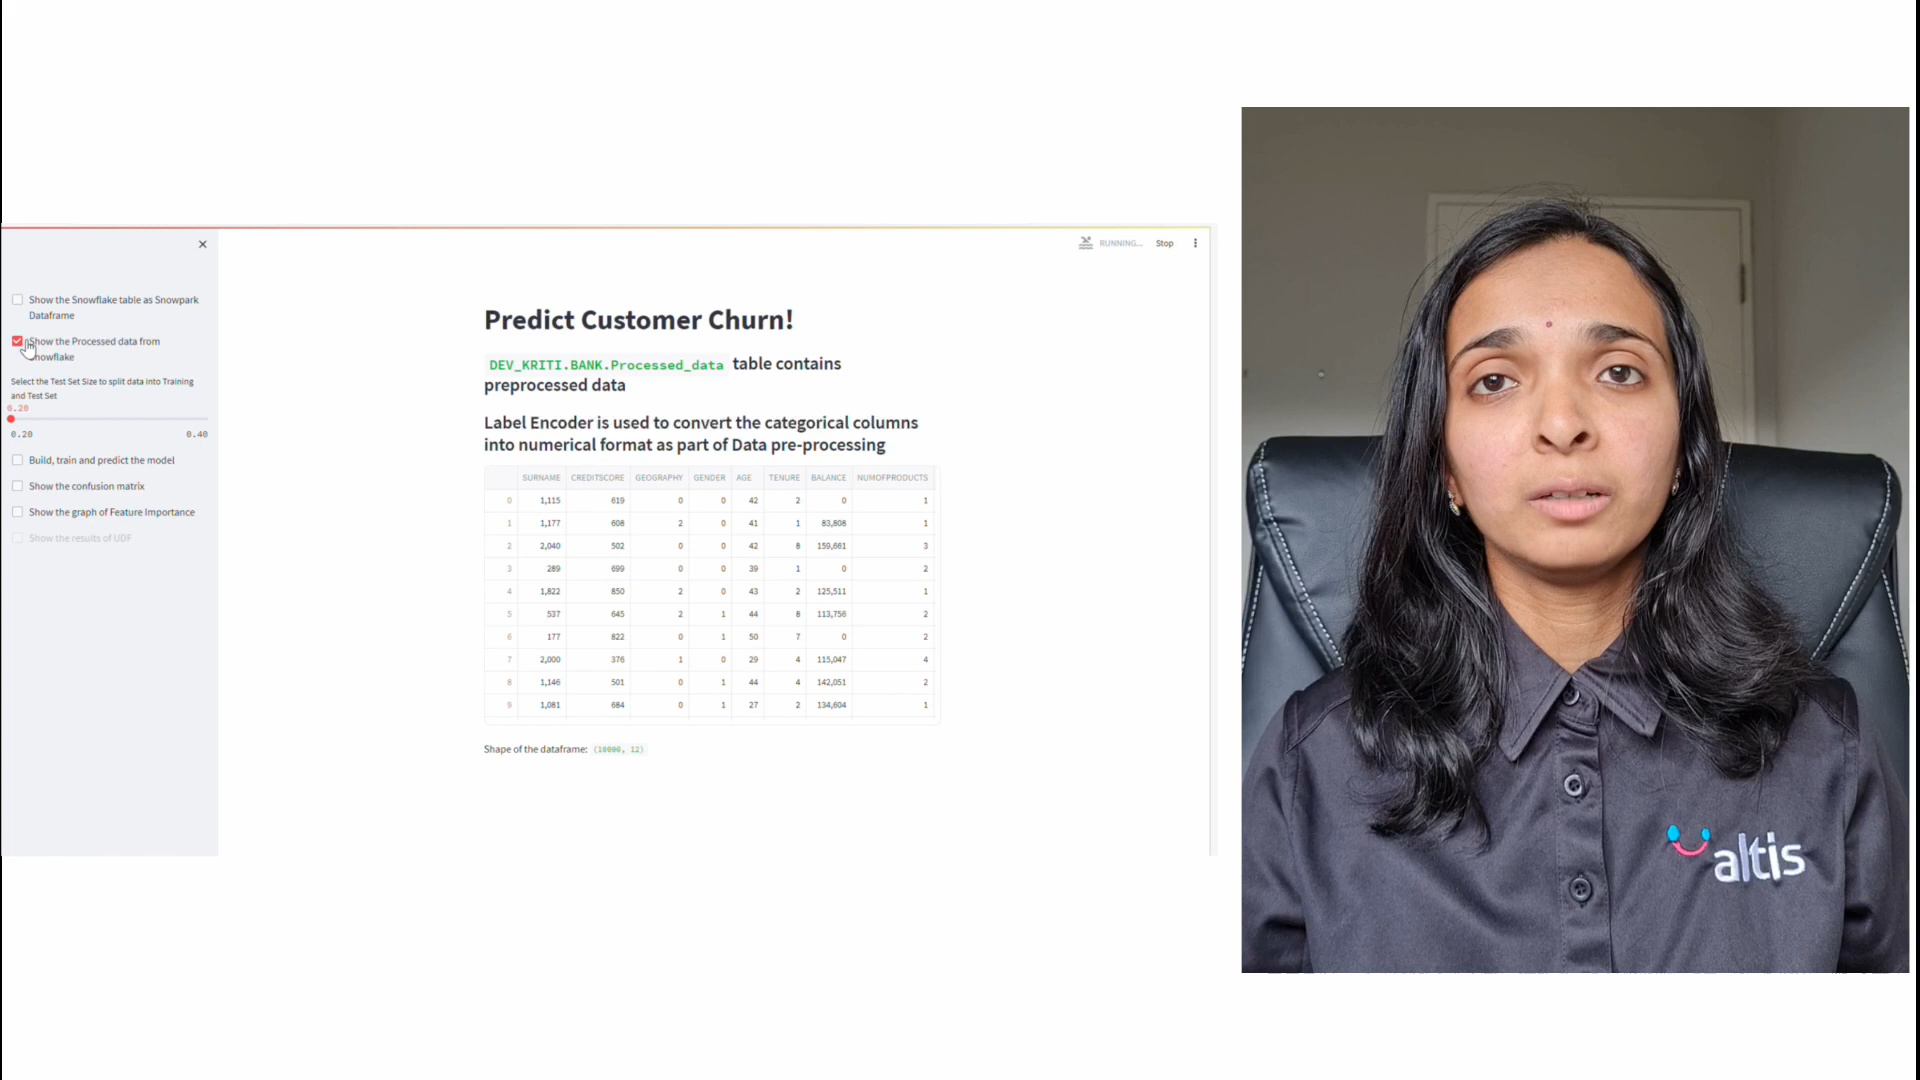 RUNNING...
Stop
Show the Snowflake table as Snowpark
Dataframe
Show the Processed data from
Snowflake
Select the Test Set Size to split data into Training
and Test Set
0.20
0.20 0.40
Build, train and predict the model
Show the confusion matrix
Show the graph of Feature Importance
Show the results of UDF
Predict Customer Churn!
DEV_KRITI.BANK.Processed_data table contains
preprocessed data
Label Encoder is used to convert the categorical columns
into numerical format as part of Data pre-processing
SURNAME CREDITSCORE GEOGRAPHY GENDER AGE TENURE BALANCE NUMOFPRODUCTS
0 1,115 619 0 0 42 2 0 1
1 1,177 608 2 0 41 1 83,808 1
2 2,040 502 0 0 42 8 159,661 3
3 289 699 0 0 39 1 0 2
4 1,822 850 2 0 43 2 125,511 1
5 537 645 2 1 44 8 113,756 2
6 177 822 0 1 50 7 0 2
7 2,000 376 1 0 29 4 115,047 4
8 1,146 501 0 1 44 4 142,051 2
9 1,081 684 0 1 27 2 134,604 1
Shape of the dataframe: (10000, 12)
altis